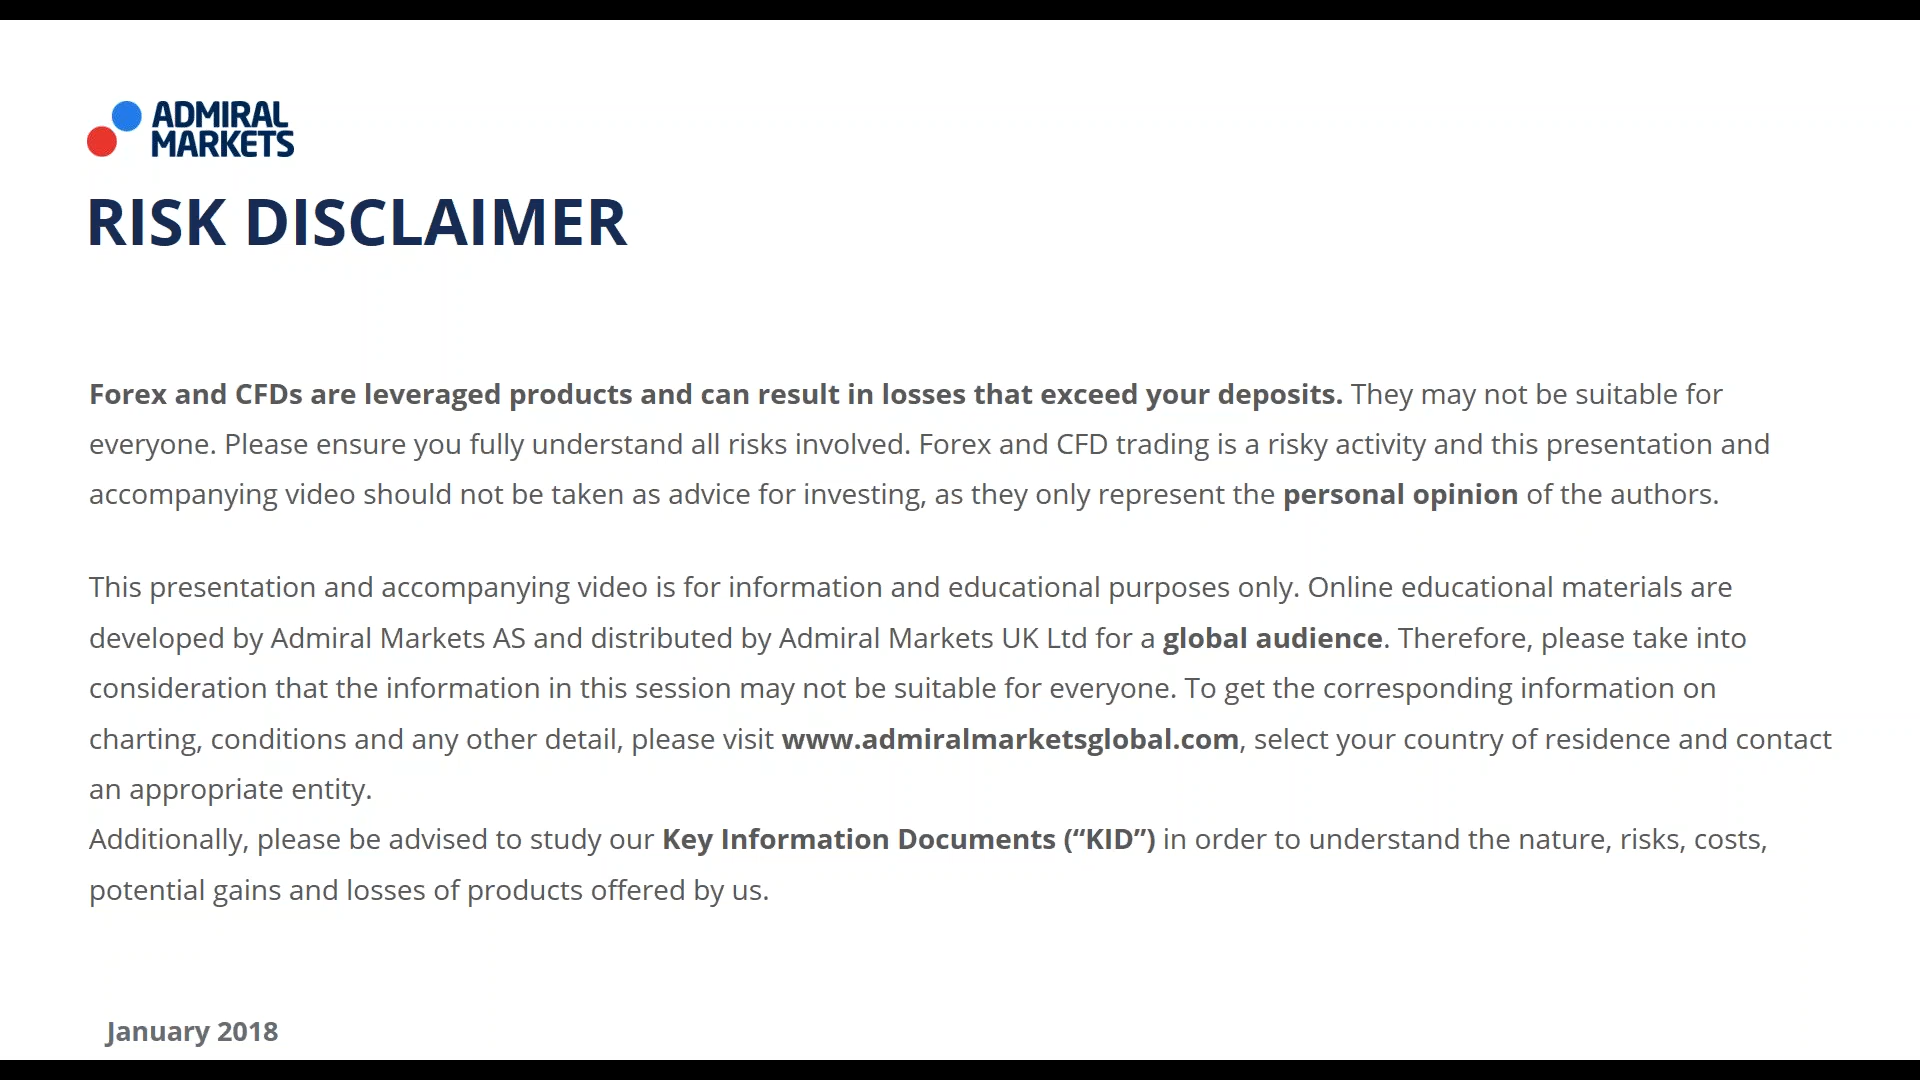 ADMIRAL
MARKETS
RISK DISCLAIMER
Forex and CFDs are leveraged products and can result in losses that exceed your deposits. They may not be suitable for
everyone. Please ensure you fully understand all risks involved. Forex and CFD trading is a risky activity and this presentation and
accompanying video should not be taken as advice for investing, as they only represent the personal opinion of the authors.
This presentation and accompanying video is for information and educational purposes only. Online educational materials are
developed by Admiral Markets AS and distributed by Admiral Markets UK Ltd for a global audience. Therefore, please take into
consideration that the information in this session may not be suitable for everyone. To get the corresponding information on
charting, conditions and any other detail, please visit www.admiralmarketsglobal.com, select your country of residence and contact
an appropriate entity.
Additionally, please be advised to study our Key Information Documents (“KID”) in order to understand the nature, risks, costs,
potential gains and losses of products offered by us.
January 2018